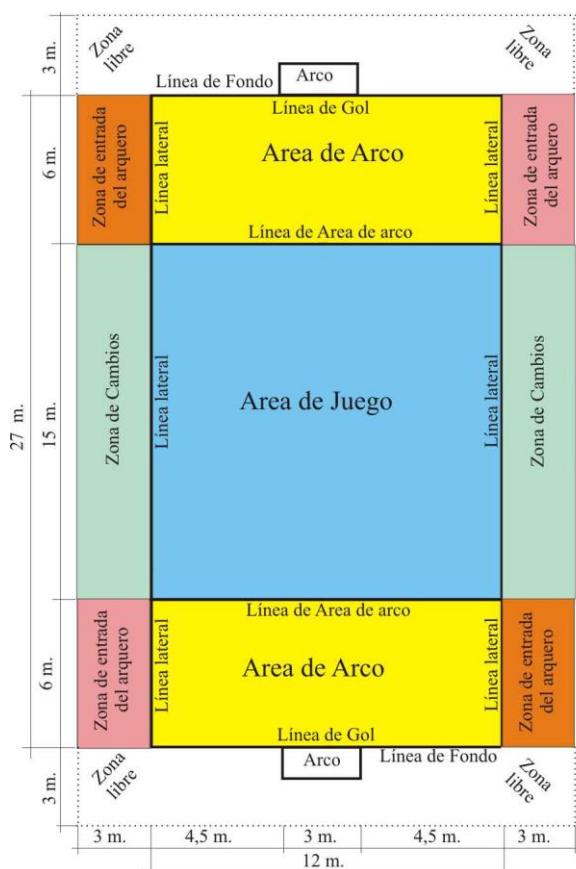 3 m.
Zona
libre
Zona
libre
Arco
Línea de Fondo
6 m.
Zona de entrada
del arquero
Línea lateral
Línea de Gol
Area de Arco
Línea de Area de arco
Línea lateral
Zona de entrada
del arquero
27 m.
15 m.
Zona de Cambios
Línea lateral
Area de Juego
Línea lateral
Zona de Cambios
6 m.
Zona de entrada
del arquero
Línea lateral
Línea de Area de arco
Area de Arco
Línea de Gol
Línea lateral
Zona de entrada
del arquero
3 m.
Zona
libre
Arco
Línea de Fondo
Zona
libre
3 m.
4,5 m.
3 m.
4,5 m.
3 m.
12 m.